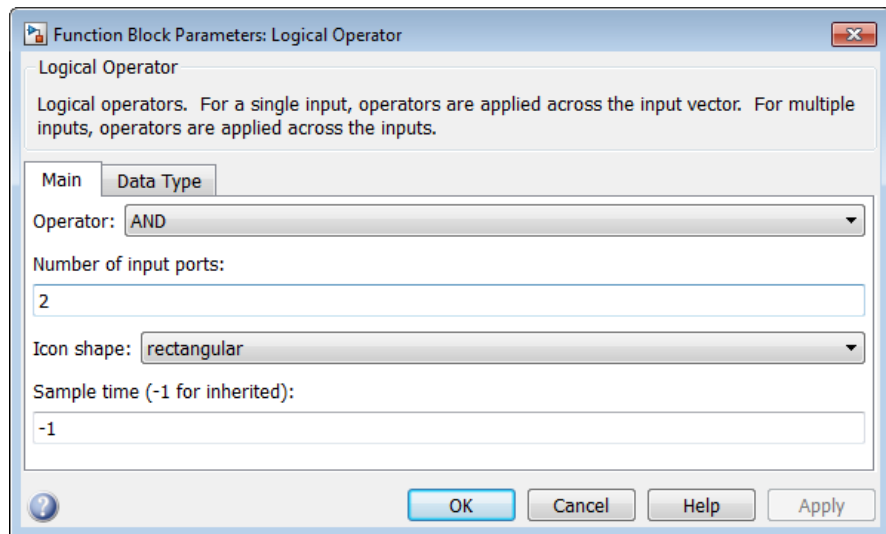 Function Block Parameters: Logical Operator
Logical Operator
Logical operators.  For a single input, operators are applied across the input vector.  For multiple
inputs, operators are applied across the inputs.
Main
Data Type
Operator: AND
Number of input ports:
2
Icon shape: rectangular
Sample time (-1 for inherited):
-1
OK
Cancel
Help
Apply